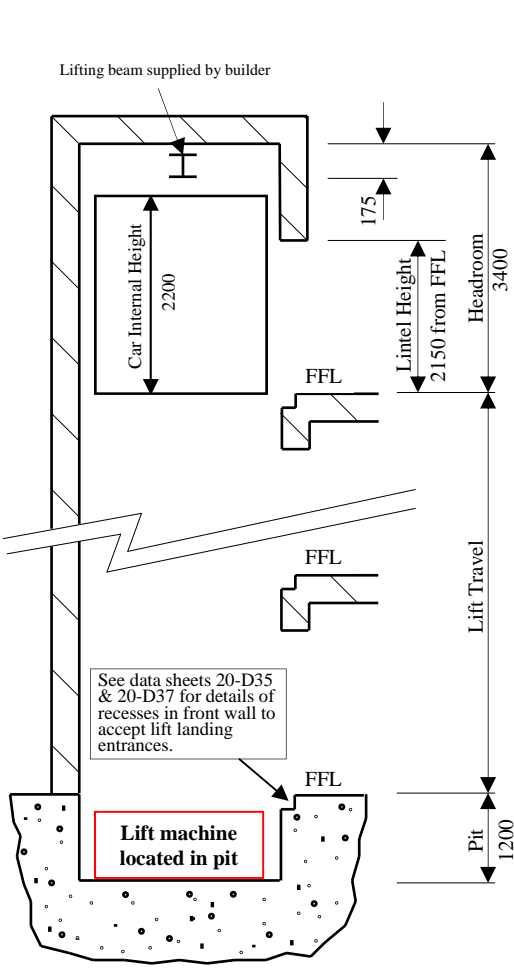 Lifting beam supplied by builder
175
Headroom
3400
Car Internal Height
2200
Lintel Height
2150 from FFL
FFL
FFL
Lift Travel
See data sheets 20-D35
& 20-D37 for details of
recesses in front wall to
accept lift landing
entrances.
FFL
Lift machine
located in pit
Pit
1200